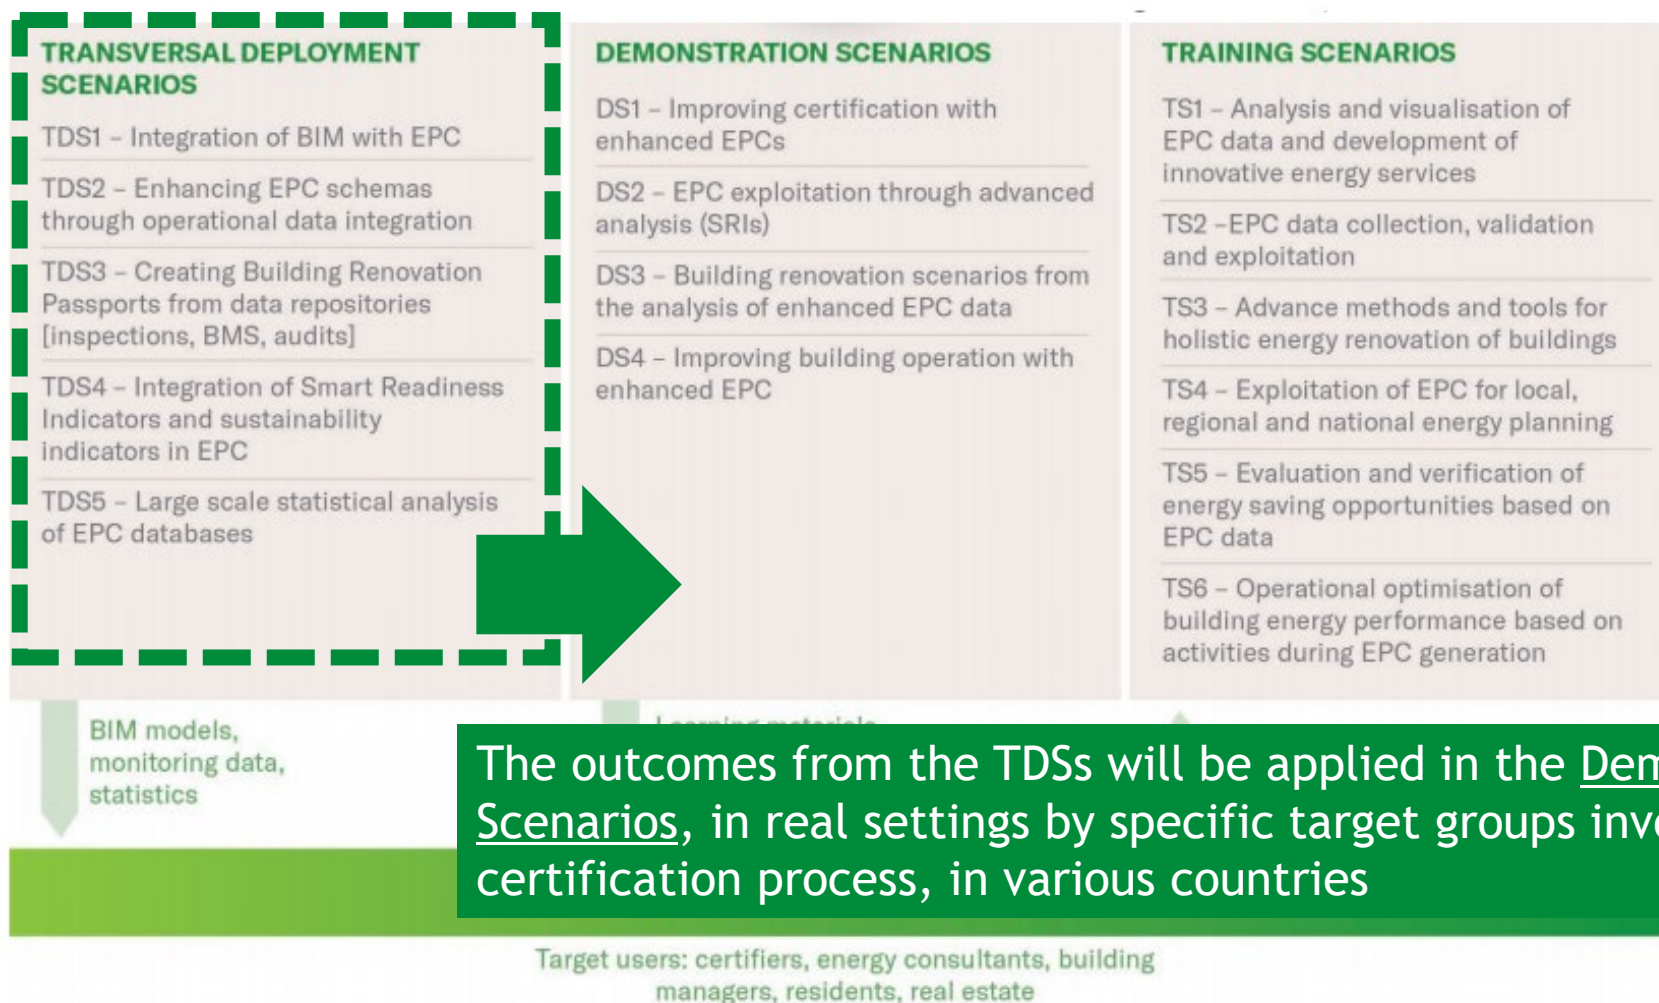 TRANSVERSAL DEPLOYMENT
SCENARIOS
TDS1 – Integration of BIM with EPC
TDS2 – Enhancing EPC schemas
through operational data integration
TDS3 – Creating Building Renovation
Passports from data repositories
[inspections, BMS, audits]
TDS4 – Integration of Smart Readiness
Indicators and sustainability
indicators in EPC
TDS5 – Large scale statistical analysis
of EPC databases
DEMONSTRATION SCENARIOS
DS1 – Improving certification with
enhanced EPCs
DS2 – EPC exploitation through advanced
analysis (SRIs)
DS3 – Building renovation scenarios from
the analysis of enhanced EPC data
DS4 – Improving building operation with
enhanced EPC
TRAINING SCENARIOS
TS1 – Analysis and visualisation of
EPC data and development of
innovative energy services
TS2 –EPC data collection, validation
and exploitation
TS3 – Advance methods and tools for
holistic energy renovation of buildings
TS4 – Exploitation of EPC for local,
regional and national energy planning
TS5 – Evaluation and verification of
energy saving opportunities based on
EPC data
TS6 – Operational optimisation of
building energy performance based on
activities during EPC generation
BIM models,
monitoring data,
statistics
Learning materials
The outcomes from the TDSs will be applied in the
Scenarios, in real settings by specific target groups
certification process, in various countries
Target users: certifiers, energy consultants, building
managers, residents, real estate